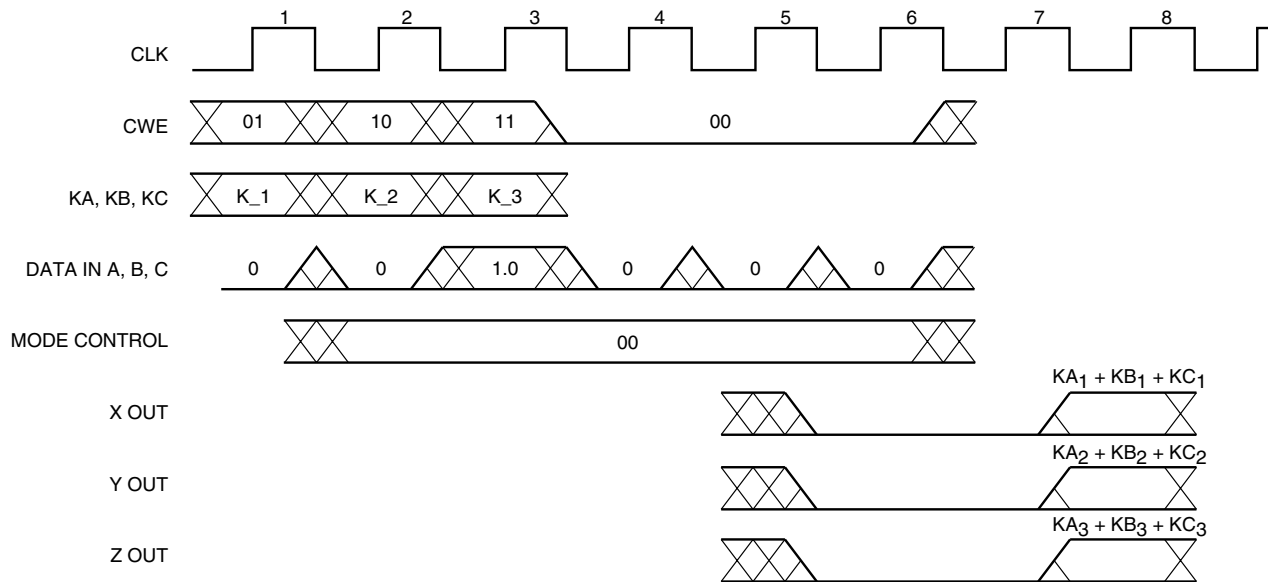 1 2 3 4 5 6 7 8
CLK
CWE 01 10 11 00
KA, KB, KC K_1 K_2 K_3
DATA IN A, B, C 0 0 1.0 0 0 0
MODE CONTROL 00
KA1 + KB1 + KC1
X OUT
KA2 + KB2 + KC2
Y OUT
KA3 + KB3 + KC3
Z OUT